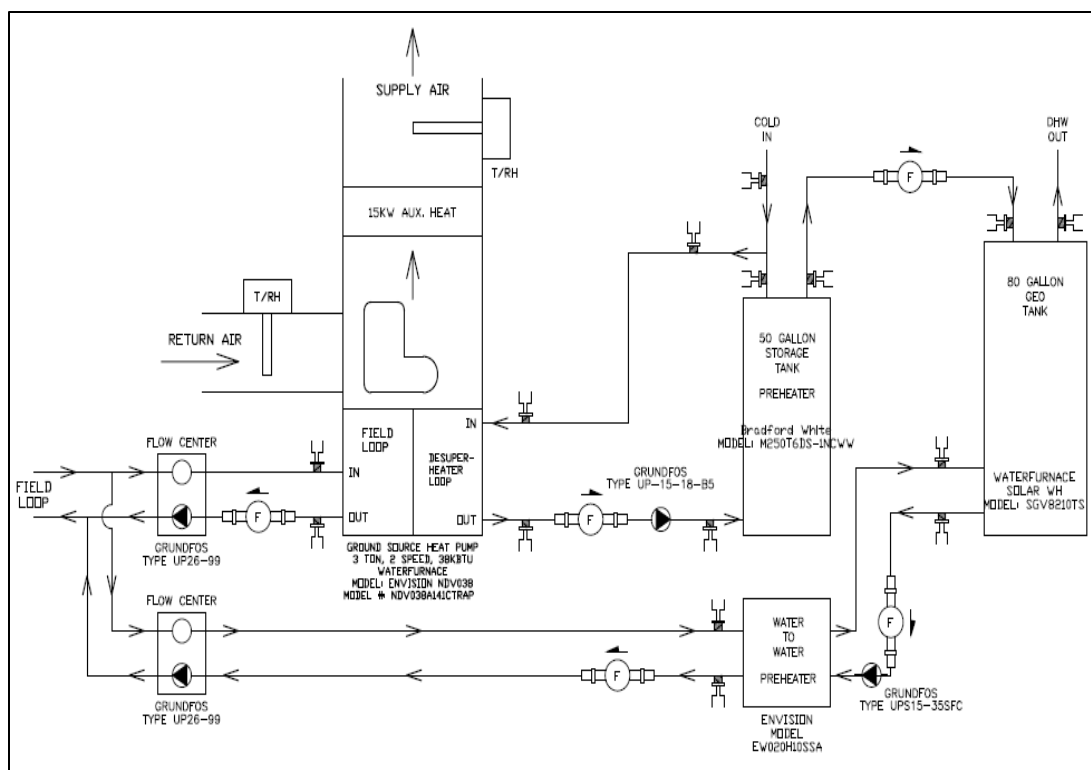 SUPPLY AIR
T/RH
15KW AUX. HEAT
T/RH
RETURN AIR
FLOW CENTER
FIELD
LOOP
GRUNDFOS
TYPE UP26-99
FIELD
LOOP
IN
OUT
IN
DESUPER-
HEATER
LOOP
OUT
F
GROUND SOURCE HEAT PUMP
3 TON, 2 SPEED, 38KBTU
WATERFURNACE
MODEL: ENVISION NDV038
MODEL # NDV038A141CTRAP
F
GRUNDFOS
TYPE UP-15-18-B5
COLD
IN
F
DHW
OUT
50 GALLON
STORAGE
TANK
PREHEATER
Bradford White
MODEL: M250T6DS-1NCWW
80 GALLON
GEO
TANK
WATERFURNACE
SOLAR WH
MODEL: SGV8210TS
FLOW CENTER
GRUNDFOS
TYPE UP26-99
F
WATER
TO
WATER
PREHEATER
ENVISION
MODEL
EW020H10SSA
F
GRUNDFOS
TYPE UPS15-35SFC